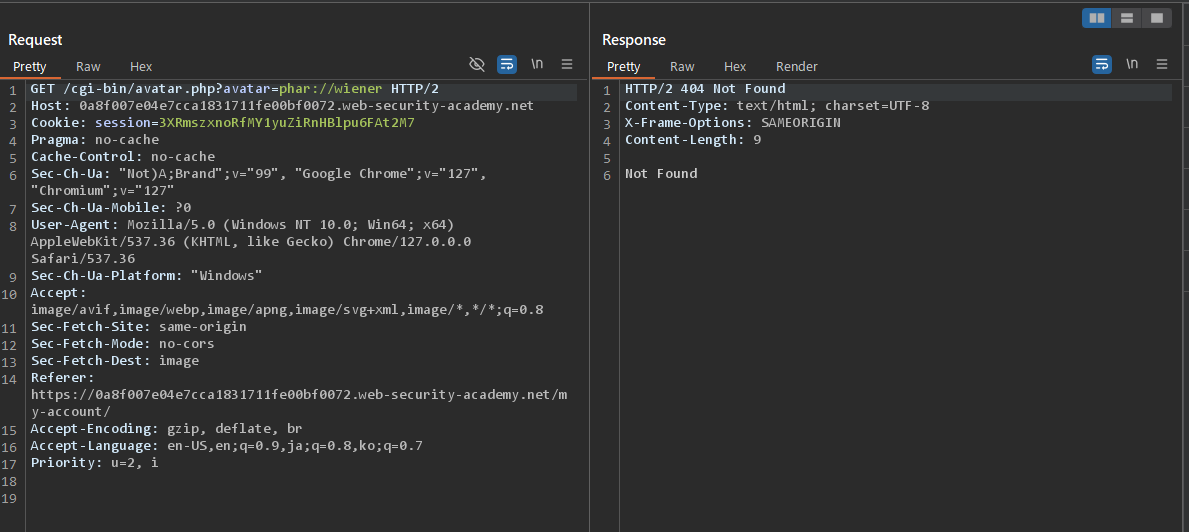 Request
Pretty Raw Hex \n
1 GET /cgi-bin/avatar.php?avatar=phar://wiener HTTP/2
2 Host: 0a8f007e04e7cca1831711fe00bf0072.web-security-academy.net
3 Cookie: session=3XRmszxnoRfMY1yuZiRnHBlpu6FAt2M7
4 Pragma: no-cache
5 Cache-Control: no-cache
6 Sec-Ch-Ua: "Not)A;Brand";v="99", "Google Chrome";v="127",
"Chromium";v="127"
7 Sec-Ch-Ua-Mobile: ?0
8 User-Agent: Mozilla/5.0 (Windows NT 10.0; Win64; x64)
AppleWebKit/537.36 (KHTML, like Gecko) Chrome/127.0.0.0
Safari/537.36
9 Sec-Ch-Ua-Platform: "Windows"
10 Accept:
image/avif,image/webp,image/apng,image/svg+xml,image/*,*/*;q=0.8
11 Sec-Fetch-Site: same-origin
12 Sec-Fetch-Mode: no-cors
13 Sec-Fetch-Dest: image
14 Referer:
https://0a8f007e04e7cca1831711fe00bf0072.web-security-academy.net/m
y-account/
15 Accept-Encoding: gzip, deflate, br
16 Accept-Language: en-US,en;q=0.9,ja;q=0.8,ko;q=0.7
17 Priority: u=2, i
18
19
Response
Pretty Raw Hex Render \n
1 HTTP/2 404 Not Found
2 Content-Type: text/html; charset=UTF-8
3 X-Frame-Options: SAMEORIGIN
4 Content-Length: 9
5
6 Not Found